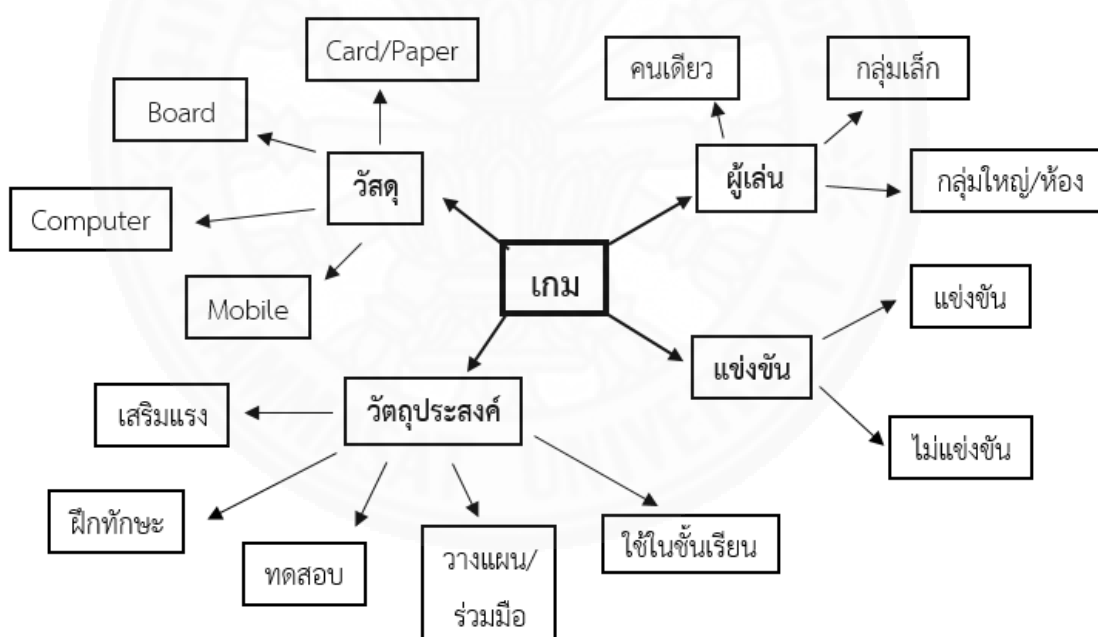 Card/Paper
คนเดียว
กลุ่มเล็ก
Board
วัสดุ
ผู้เล่น
กลุ่มใหญ่/ห้อง
Computer
เกม
Mobile
แข่งขัน
แข่งขัน
วัตถุประสงค์
เสริมแรง
ไม่แข่งขัน
ฝึกทักษะ
ทดสอบ
วางแผน/
ร่วมมือ
ใช้ในชั้นเรียน